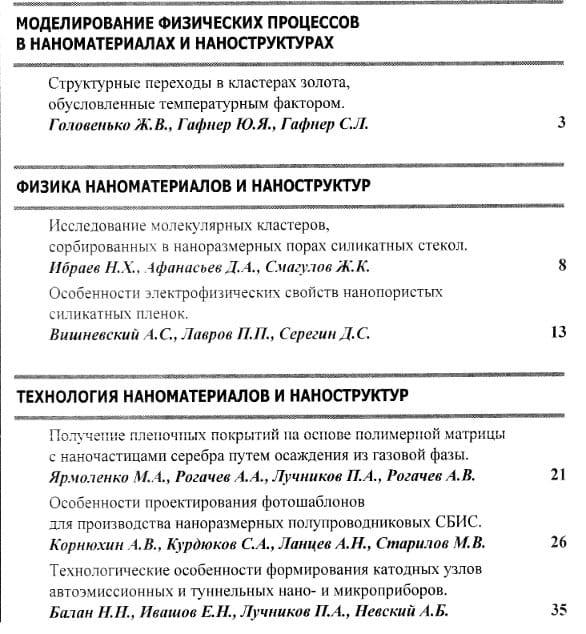 МОДЕЛИРОВАНИЕ ФИЗИЧЕСКИХ ПРОЦЕССОВ
В НАНОМАТЕРИАЛАХ И НАНОСТРУКТУРАХ
Структурные переходы в кластерах золота,
обусловленные температурным фактором.
Головенько Ж.В., Гафнер Ю.Я., Гафнер С.Л. 3
ФИЗИКА НАНОМАТЕРИАЛОВ И НАНОСТРУКТУР
Исследование молекулярных кластеров,
сорбированных в наноразмерных порах силикатных стекол.
Ибраев Н.Х., Афанасьев Д.А., Смагулов Ж.К. 8
Особенности электрофизических свойств нанопористых
силикатных пленок.
Вишневский А.С., Лавров П.П., Серегин Д.С. 13
ТЕХНОЛОГИЯ НАНОМАТЕРИАЛОВ И НАНОСТРУКТУР
Получение пленочных покрытий на основе полимерной матрицы
с наночастицами серебра путем осаждения из газовой фазы.
Ярмоленко М.А., Рогачев А.А., Лучников П.А., Рогачев А.В. 21
Особенности проектирования фотошаблонов
для производства наноразмерных полупроводниковых СБИС.
Корнюхин А.В., Курдюков С.А., Ланцев А.Н., Старилов М.В. 26
Технологические особенности формирования катодных узлов
автоэмиссионных и туннельных нано- и микроприборов.
Балан Н.Н., Ивашов Е.Н., Лучников П.А., Невский А.Б. 35